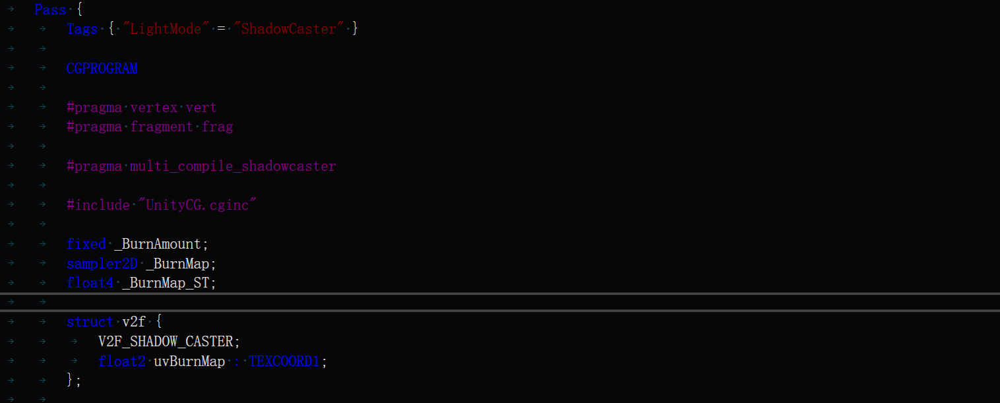 Pass {
Tags { "LightMode" = "ShadowCaster" }
CGPROGRAM
#pragma vertex vert
#pragma fragment frag
#pragma multi_compile_shadowcaster
#include "UnityCG.cginc"
fixed _BurnAmount;
sampler2D _BurnMap;
float4 _BurnMap_ST;
struct v2f {
V2F_SHADOW_CASTER;
float2 uvBurnMap : TEXCOORD1;
};